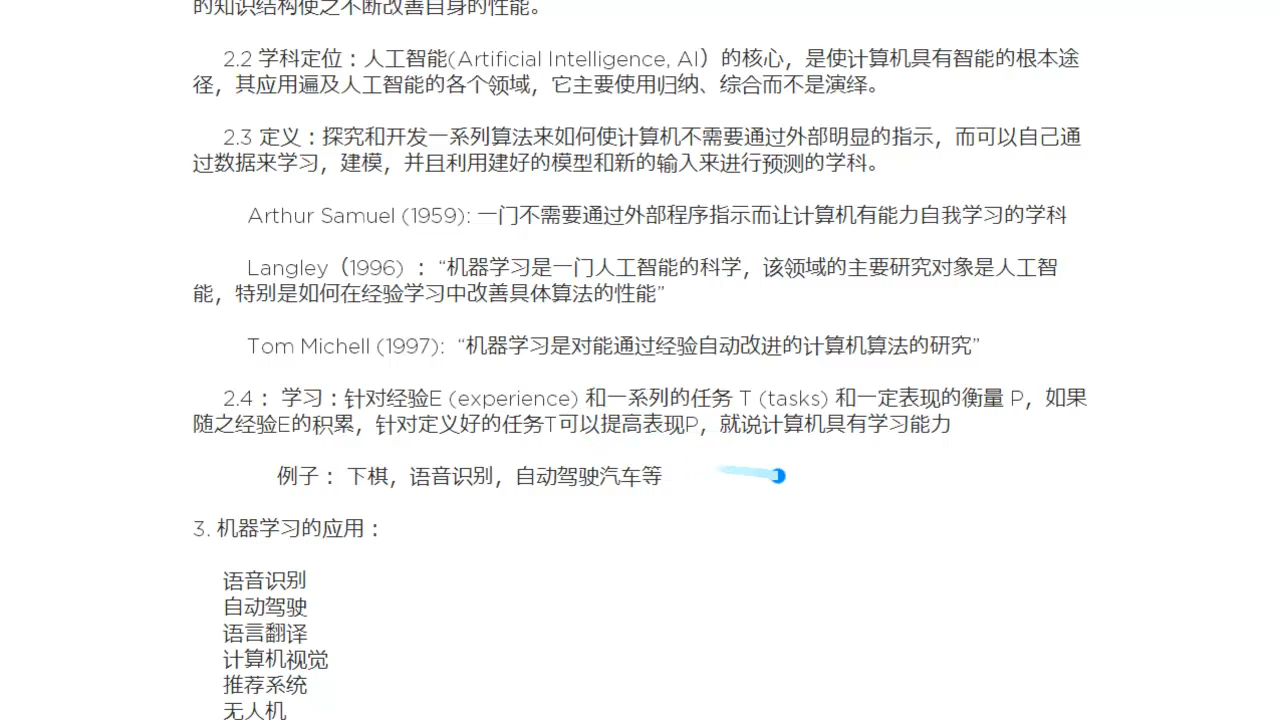 的知识结构使之不断改善自身的性能。
2.2 学科定位：人工智能(Artificial Intelligence, AI）的核心，是使计算机具有智能的根本途
径，其应用遍及人工智能的各个领域，它主要使用归纳、综合而不是演绎。
2.3 定义：探究和开发一系列算法来如何使计算机不需要通过外部明显的指示，而可以自己通
过数据来学习，建模，并且利用建好的模型和新的输入来进行预测的学科。
Arthur Samuel (1959): 一门不需要通过外部程序指示而让计算机有能力自我学习的学科
Langley（1996) ： “机器学习是一门人工智能的科学，该领域的主要研究对象是人工智
能，特别是如何在经验学习中改善具体算法的性能”
Tom Michell (1997): “机器学习是对能通过经验自动改进的计算机算法的研究”
2.4： 学习：针对经验E (experience) 和一系列的任务 T (tasks) 和一定表现的衡量 P，如果
随之经验E的积累，针对定义好的任务T可以提高表现P，就说计算机具有学习能力
例子： 下棋，语音识别，自动驾驶汽车等
3. 机器学习的应用：
语音识别
自动驾驶
语言翻译
计算机视觉
推荐系统
无人机